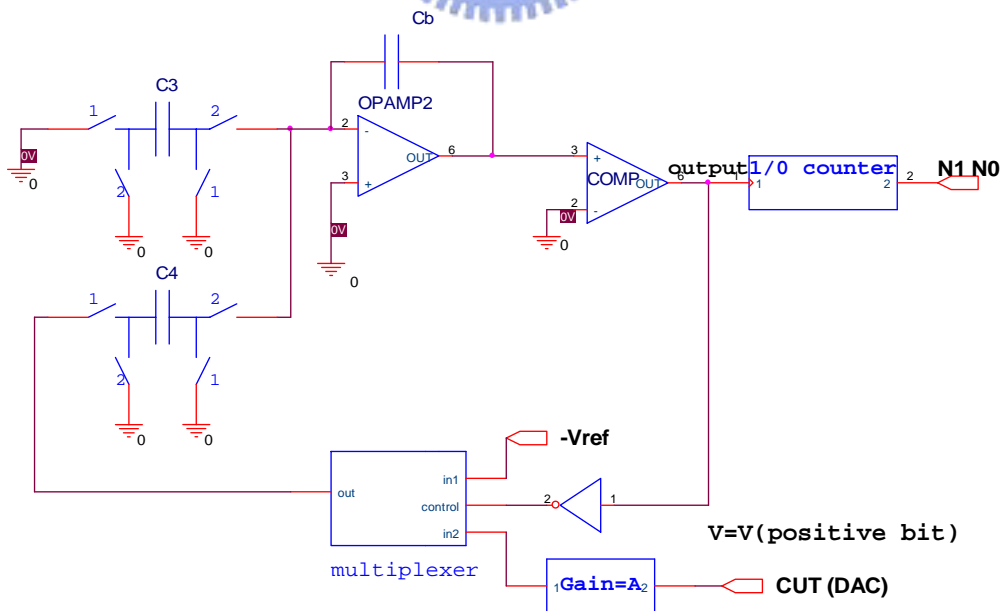 Cb
C3
1
2
OPAMP2
2
-
OUT
6
3
+
0V
0
2
1
0
0
0V
0
3
+
COMP
OUT
6
2
-
0V
0
output
1
1/0 counter
1
2
2
N1 N0
C4
1
2
2
1
0
0
-Vref
in1
out
control
in2
2
1
multiplexer
V=V(positive bit)
1
Gain=A
2
CUT (DAC)